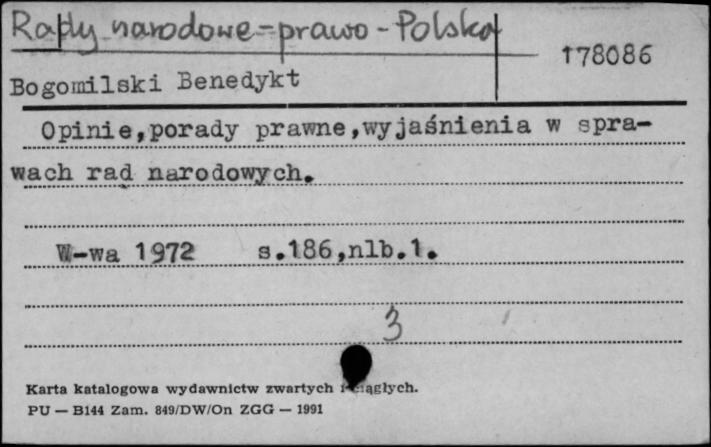 Rady narodowe - prawo - Polska
178086
Bogomilski Benedykt
Opinie,porady prawne,wyjaśnienia w spra-
wach rad narodowych.
W-wa 1972 s.186,nlb.1.
3
Karta katalogowa wydawnictw zwartych i ciągłych.
PU — B144 Zam. 849/DW/On ZGG — 1991